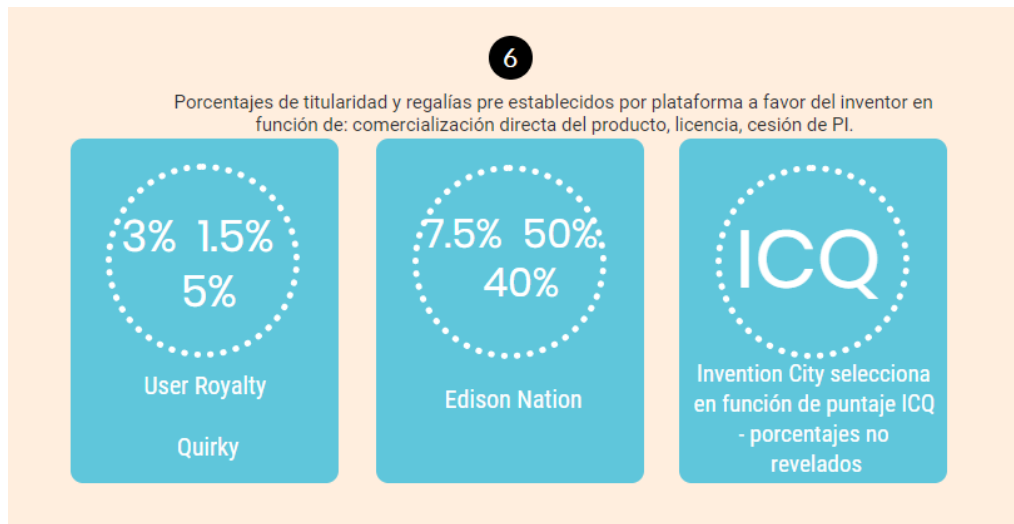 6
Porcentajes de titularidad y regalías pre establecidos por plataforma a favor del inventor en
función de: comercialización directa del producto, licencia, cesión de PI.
3% 1.5%
5%
User Royalty
Quirky
7.5% 50%
40%
Edison Nation
ICQ
Invention City selecciona
en función de puntaje ICQ
- porcentajes no
revelados